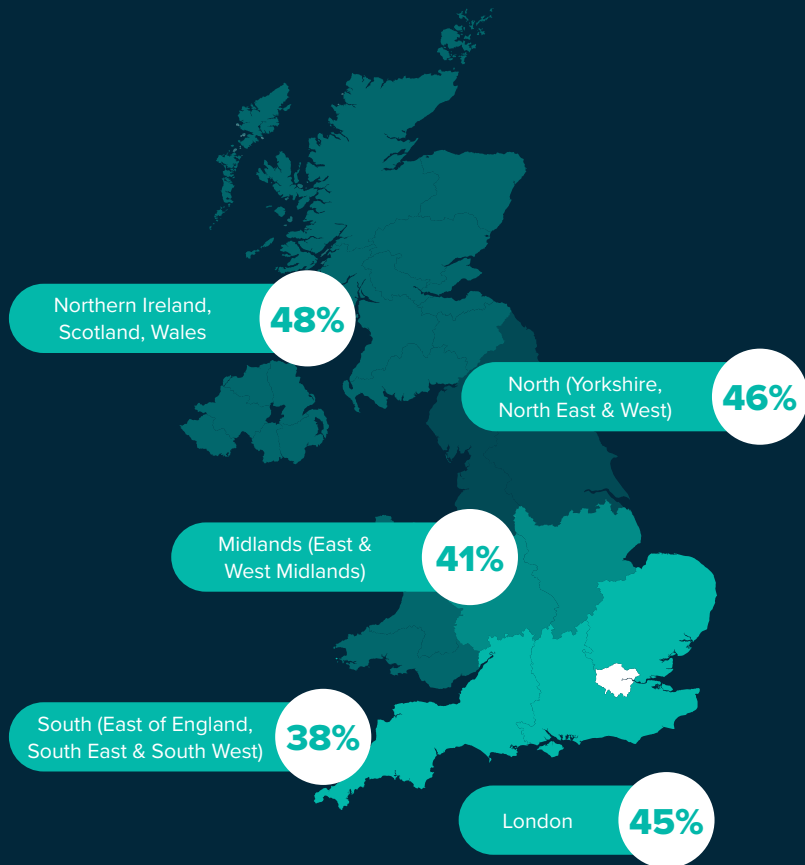 Northern Ireland,
Scotland, Wales
48%
North (Yorkshire,
North East & West)
46%
Midlands (East &
West Midlands)
41%
South (East of England,
South East & South West)
38%
London
45%